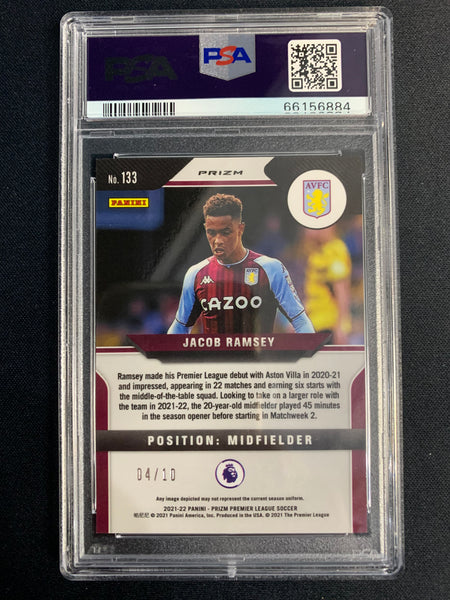 PSA
PSA
66156884
No. 133
PRIZM
AVFC
PANINI
CAZOO
JACOB RAMSEY
Ramsey made his Premier League debut with Aston Villa in 2020-21
and impressed, appearing in 22 matches and earning six starts with
the middle-of-the-table squad. Looking to take on a larger role with
the team in 2021-22, the 20-year-old midfielder played 45 minutes
in the season opener before starting in Matchweek 2.
POSITION: MIDFIELDER
04/10
Any image depicted may not represent the current season uniform.
2021-22 PANINI - PRIZM PREMIER LEAGUE SOCCER
© 2021 Panini America, Inc. Produced in the USA. © 2021 The Premier League